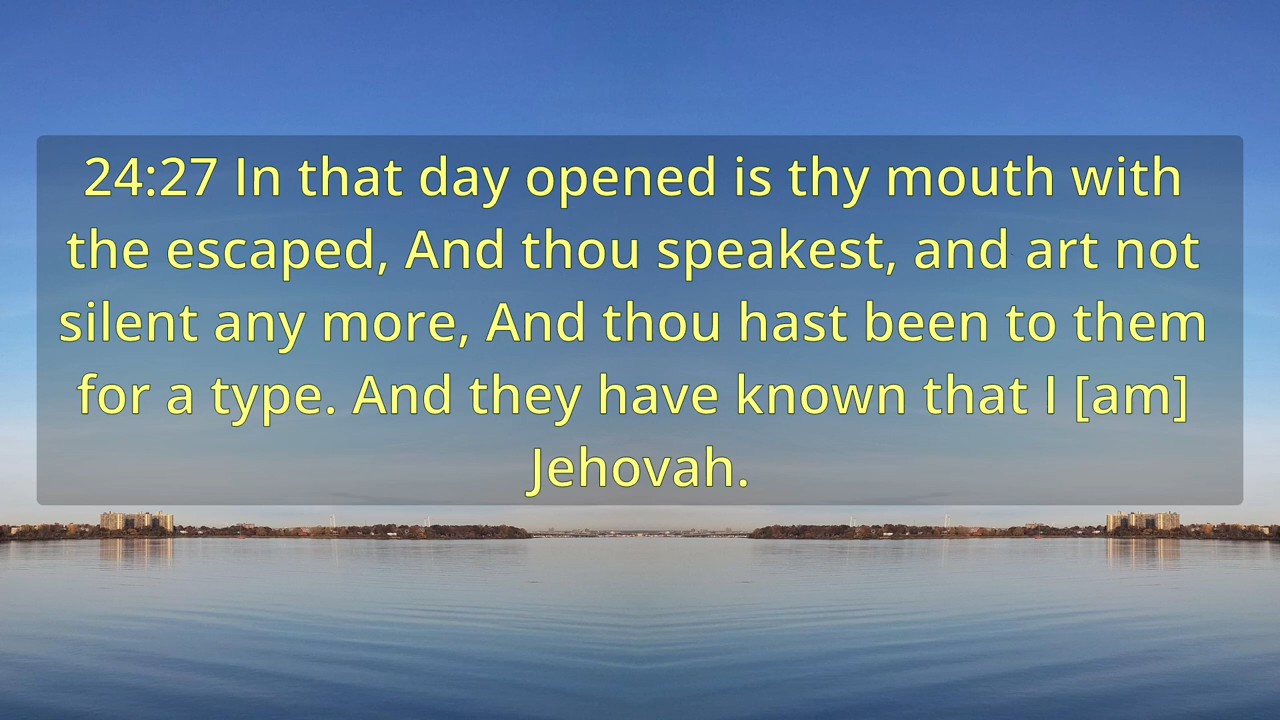 24:27 In that day opened is thy mouth with
the escaped, And thou speakest, and art not
silent any more, And thou hast been to them
for a type. And they have known that I [am]
Jehovah.